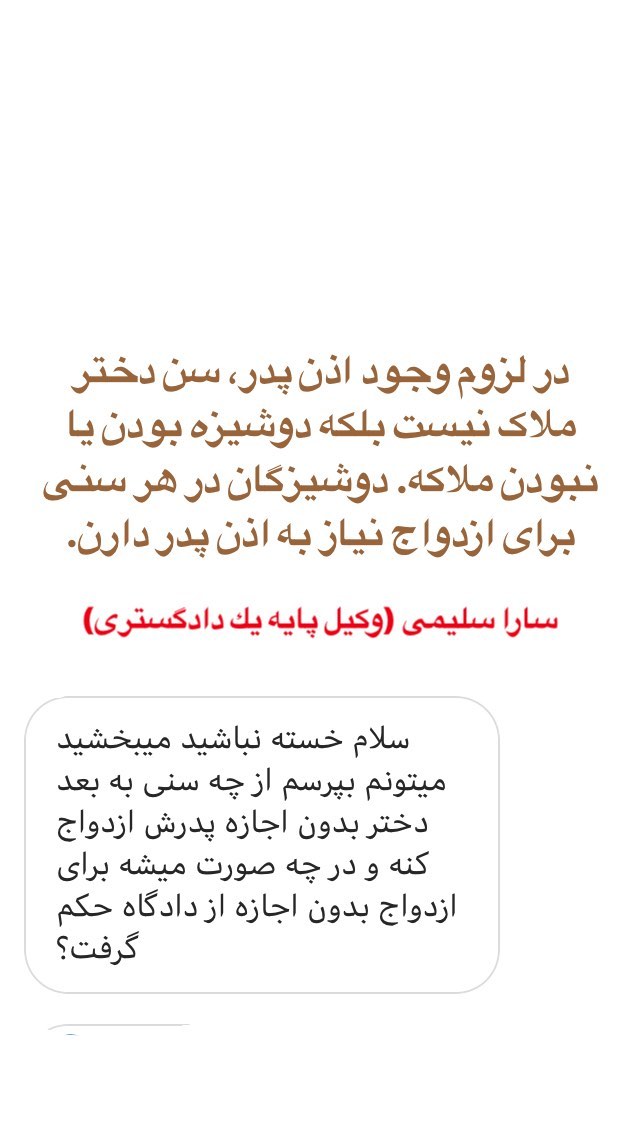 در لزوم وجود اذن پدر، سن دختر
ملاک نیست بلکه دوشیزه بودن یا
نبودن ملاکه. دوشیزگان در هر سنی
برای ازدواج نیاز به اذن پدر دارن.
سارا سلیمی (وکیل پایه یك دادگستری)
سلام خسته نباشید میبخشید
میتونم بپرسم از چه سنی به بعد
دختر بدون اجازه پدرش ازدواج
کنه و در چه صورت میشه برای
ازدواج بدون اجازه از دادگاه حکم
گرفت؟